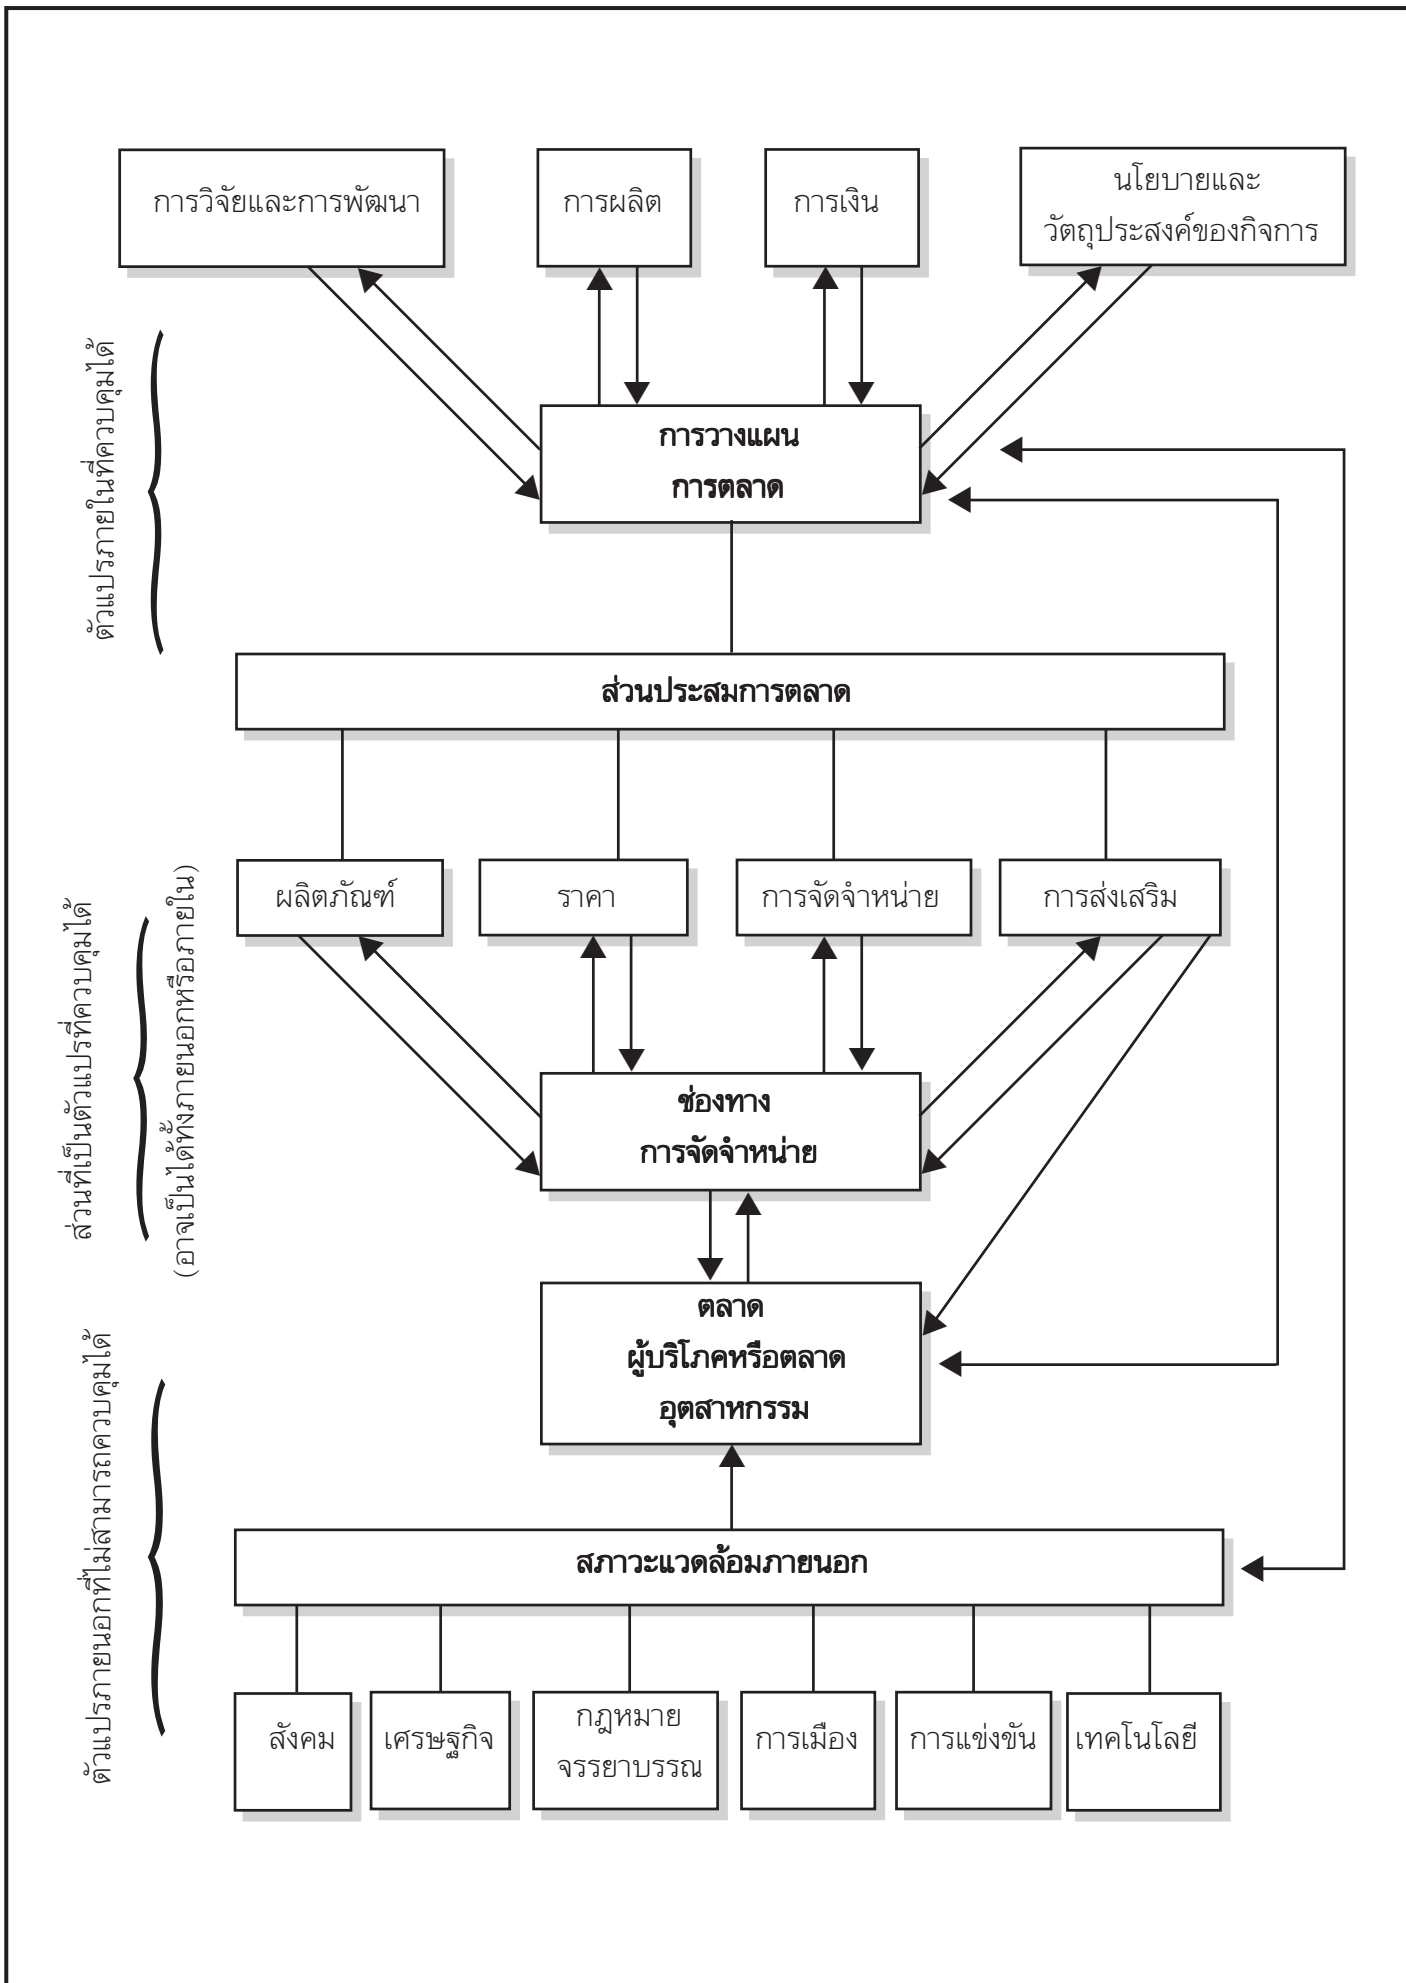 การวิจัยและการพัฒนา
การผลิต
การเงิน
นโยบายและ
วัตถุประสงค์ของกิจการ
ตัวแปรภายในที่ควบคุมได้
การวางแผน
การตลาด
ส่วนประสมการตลาด
ผลิตภัณฑ์
ราคา
การจัดจำหน่าย
การส่งเสริม
ส่วนที่เป็นตัวแปรที่ควบคุมได้
(อาจเป็นได้ทั้งภายนอกหรือภายใน)
ช่องทาง
การจัดจำหน่าย
ตลาด
ผู้บริโภคหรือตลาด
อุตสาหกรรม
ตัวแปรภายนอกที่ไม่สามารถควบคุมได้
สภาวะแวดล้อมภายนอก
สังคม
เศรษฐกิจ
กฎหมาย
จรรยาบรรณ
การเมือง
การแข่งขัน
เทคโนโลยี